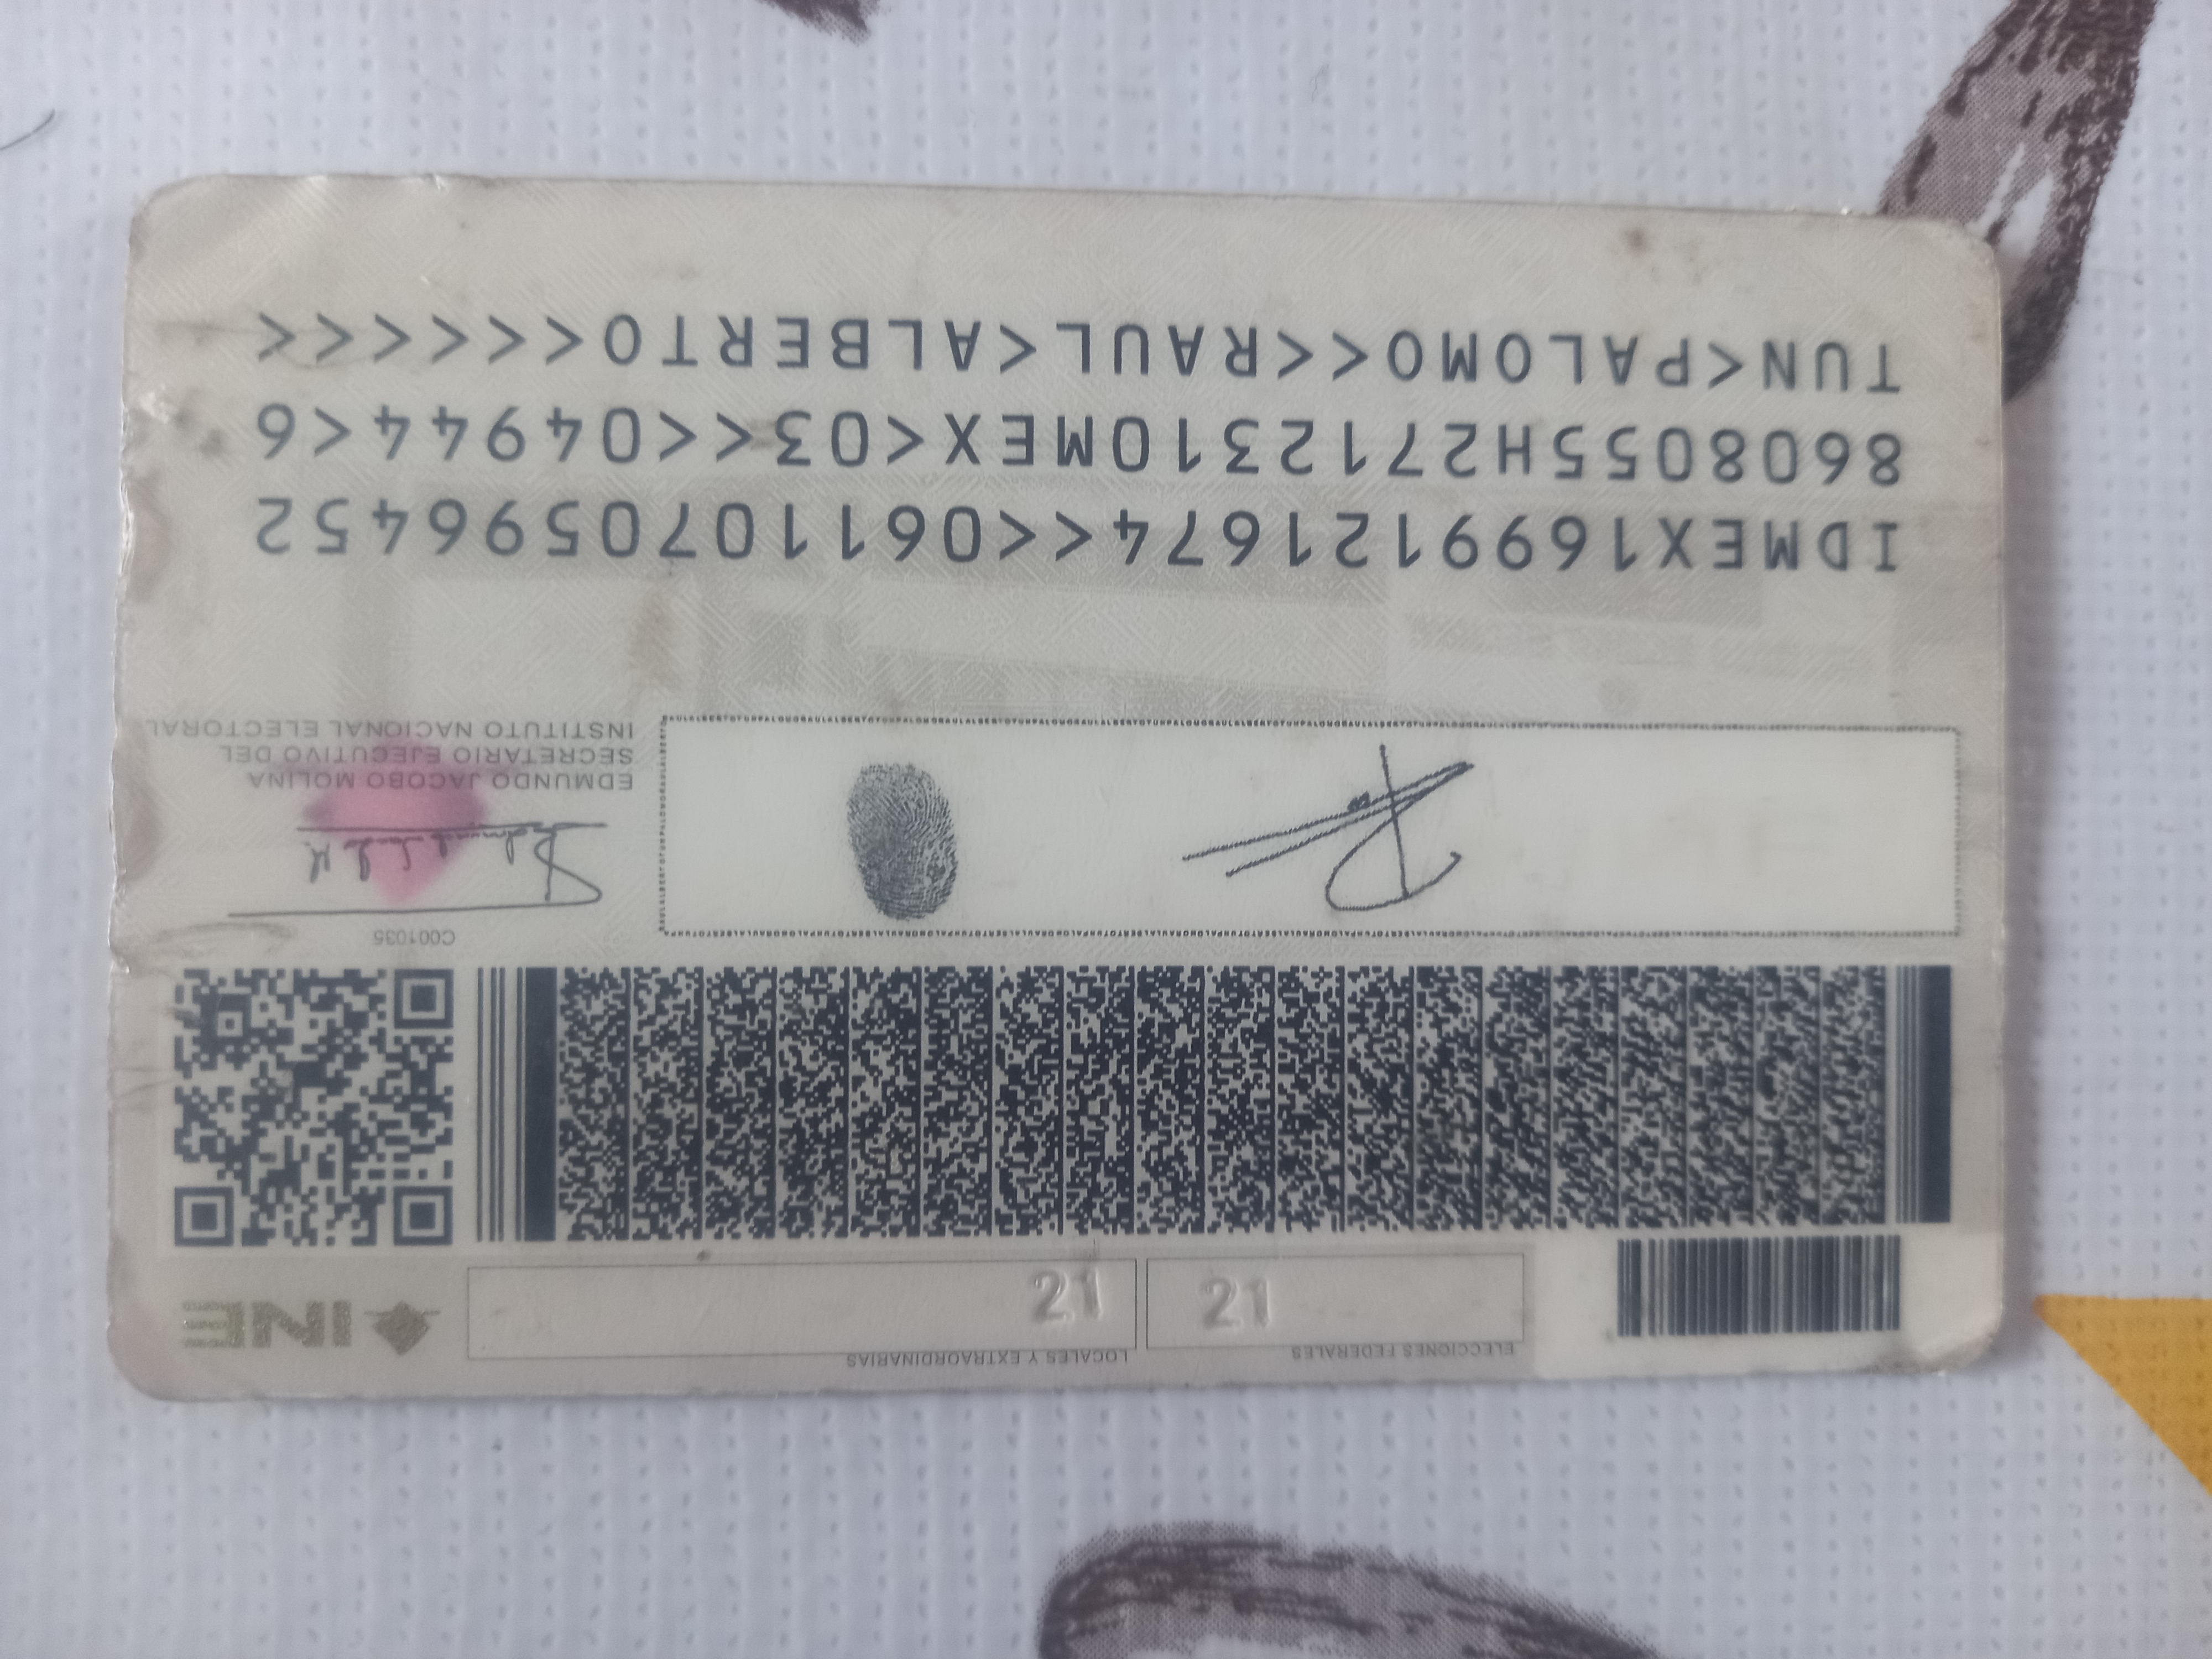 ELECCIONES FEDERALES
LOCALES Y EXTRAORDINARIAS
21
21
INE
C001035
EDMUNDO JACOBO MOLINA
SECRETARIO EJECUTIVO DEL
INSTITUTO NACIONAL ELECTORAL
IDMEX1699121674<<0611070596452
8608055H2712310MEX<03<<04944<6
TUN<PALOMO<<RAUL<ALBERTO<<<<<<